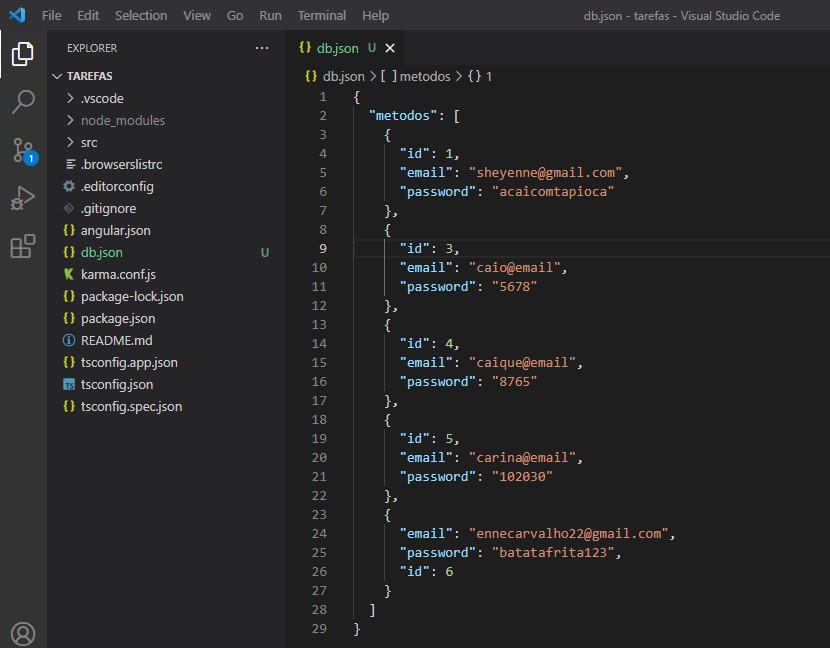 File Edit Selection View Go Run Terminal Help db.json - tarefas - Visual Studio Code
EXPLORER ...
TAREFAS
.vscode
node_modules
src
.browserslistrc
.editorconfig
.gitignore
{} angular.json
{} db.json U
karma.conf.js
{} package-lock.json
{} package.json
README.md
{} tsconfig.app.json
TS tsconfig.json
{} tsconfig.spec.json
1
{} db.json U ×
{} db.json > [ ] metodos > {} 1
1 {
2 "metodos": [
3 {
4 "id": 1,
5 "email": "sheyenne@gmail.com",
6 "password": "acaicomtapioca"
7 },
8 {
9 "id": 3,
10 "email": "caio@email",
11 "password": "5678"
12 },
13 {
14 "id": 4,
15 "email": "caique@email",
16 "password": "8765"
17 },
18 {
19 "id": 5,
20 "email": "carina@email",
21 "password": "102030"
22 },
23 {
24 "email": "ennecarvalho22@gmail.com",
25 "password": "batatafrita123",
26 "id": 6
27 }
28 ]
29 }